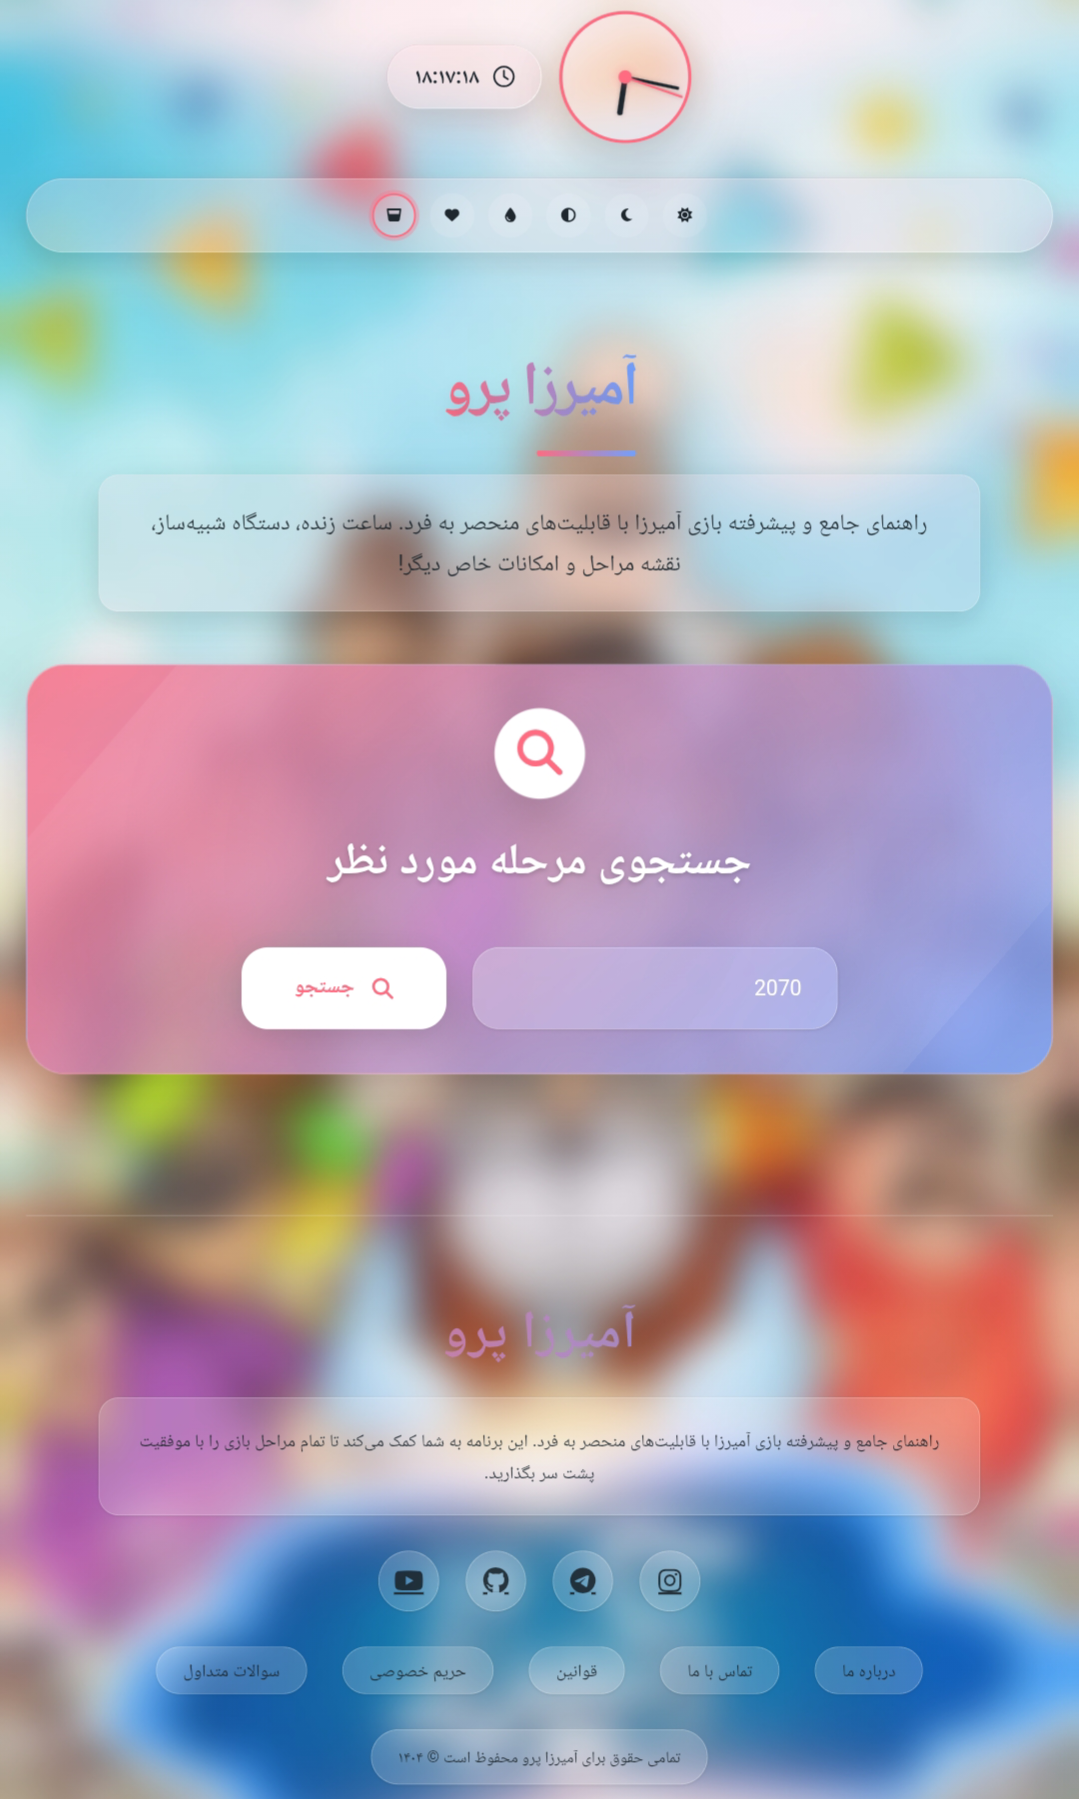 ۱۸:۱۷:۱۸
آمیرزا پرو
راهنمای جامع و پیشرفته بازی آمیرزا با قابلیت‌های منحصر به فرد. ساعت زنده، دستگاه شبیه‌ساز،
نقشه مراحل و امکانات خاص دیگر!
جستجوی مرحله مورد نظر
2070
جستجو
آمیرزا پرو
راهنمای جامع و پیشرفته بازی آمیرزا با قابلیت‌های منحصر به فرد. این برنامه به شما کمک می‌کند تا تمام مراحل بازی را با موفقیت
پشت سر بگذارید.
درباره ما
تماس با ما
قوانین
حریم خصوصی
سوالات متداول
تمامی حقوق برای آمیرزا پرو محفوظ است © ۱۴۰۴